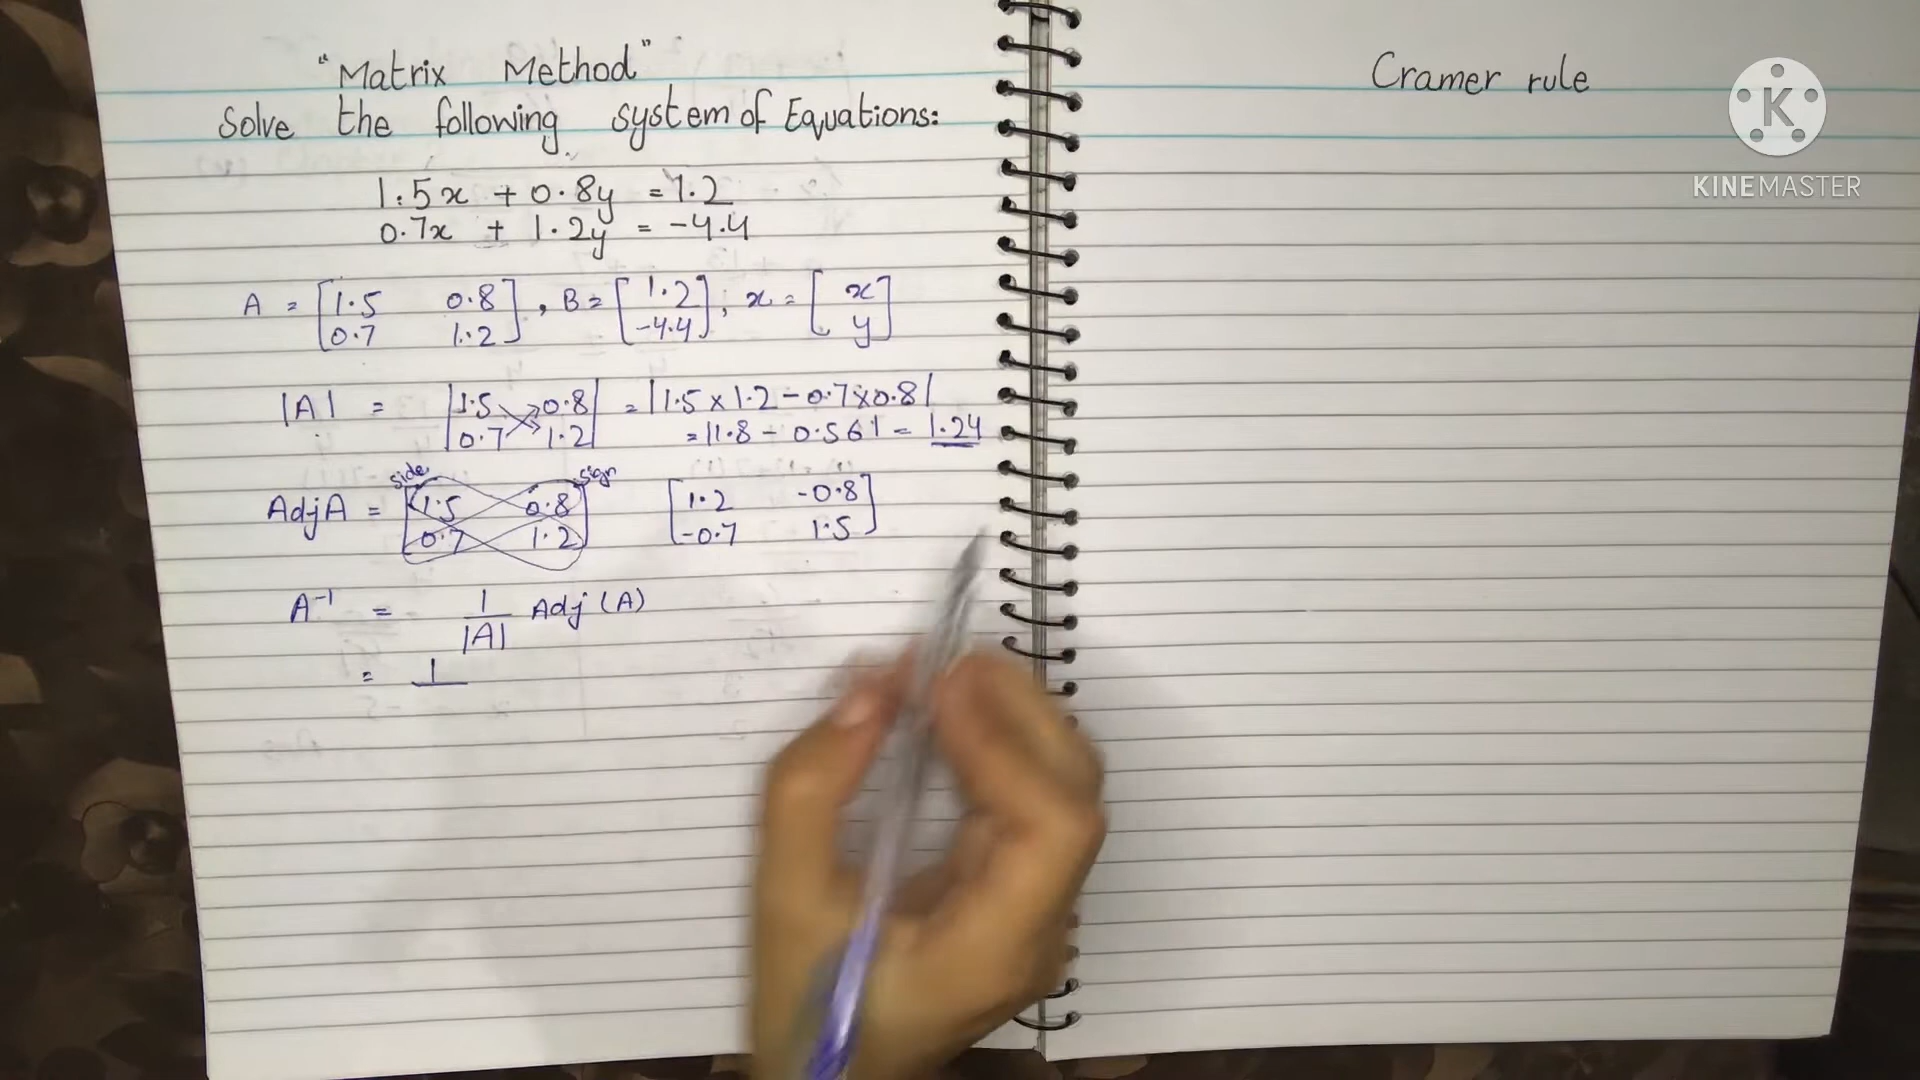 "Matrix Method"
Solve the following system of Equations:
1.5x + 0.8y = 1.2
0.7x + 1.2y = -4.4
A = [1.5 0.8
0.7 1.2], B = [1.2
-4.4], x = [x
y]
|A| = |1.5 0.8
0.7 1.2| = |1.5 × 1.2 - 0.7 × 0.8|
= |1.8 - 0.56| = 1.24
side sign
Adj A = [1.5 0.8
0.7 1.2] [1.2 -0.8
-0.7 1.5]
A⁻¹ = 1/|A| Adj (A)
= 1
Cramer rule
K
KINEMASTER